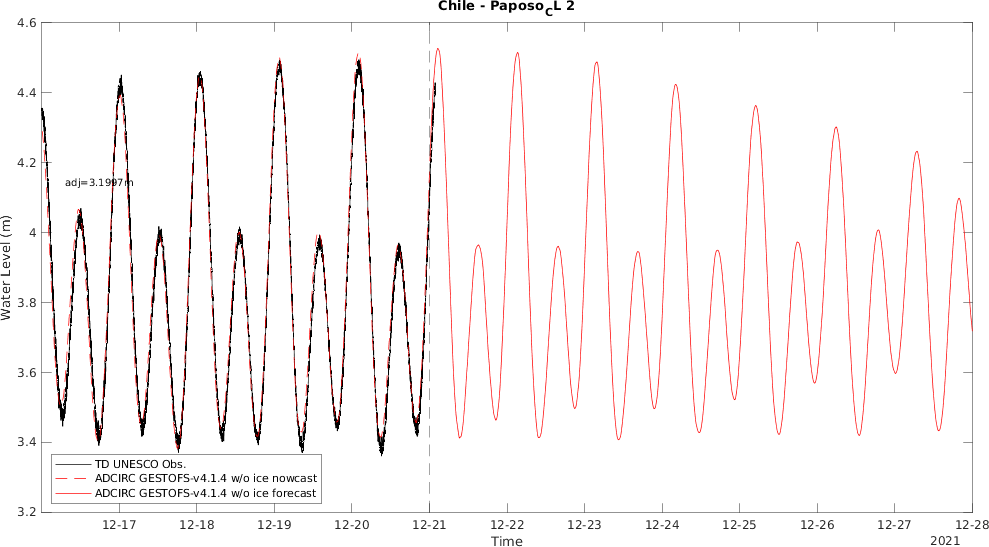 Chile - Paposo_CL 2
4.6
4.4
4.2
4
3.8
3.6
3.4
3.2
Water Level (m)
adj=3.1997m
TD UNESCO Obs.
ADCIRC GESTOFS-v4.1.4 w/o ice nowcast
ADCIRC GESTOFS-v4.1.4 w/o ice forecast
12-17 12-18 12-19 12-20 12-21 12-22 12-23 12-24 12-25 12-26 12-27 12-28
Time
2021